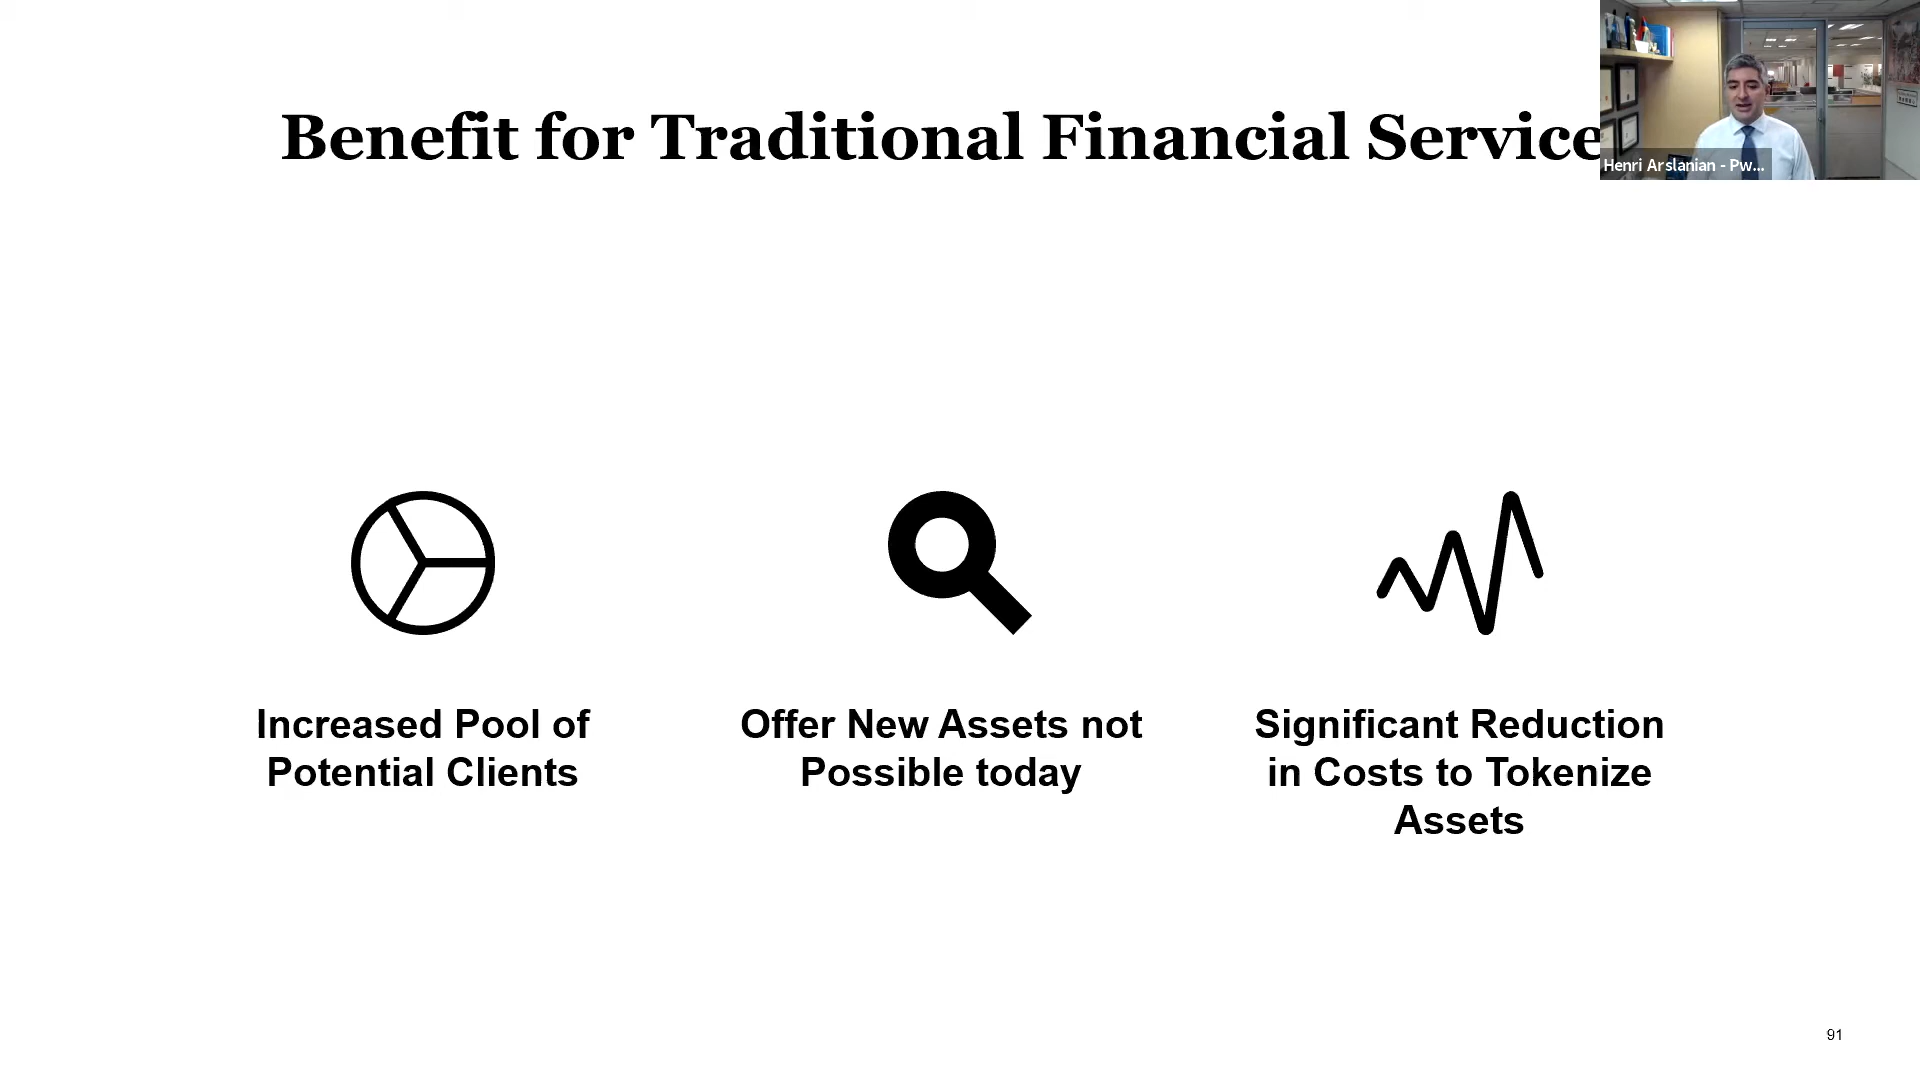 Benefit for Traditional Financial Service
Henri Arslanian - Pw...
Increased Pool of
Potential Clients
Offer New Assets not
Possible today
Significant Reduction
in Costs to Tokenize
Assets
91